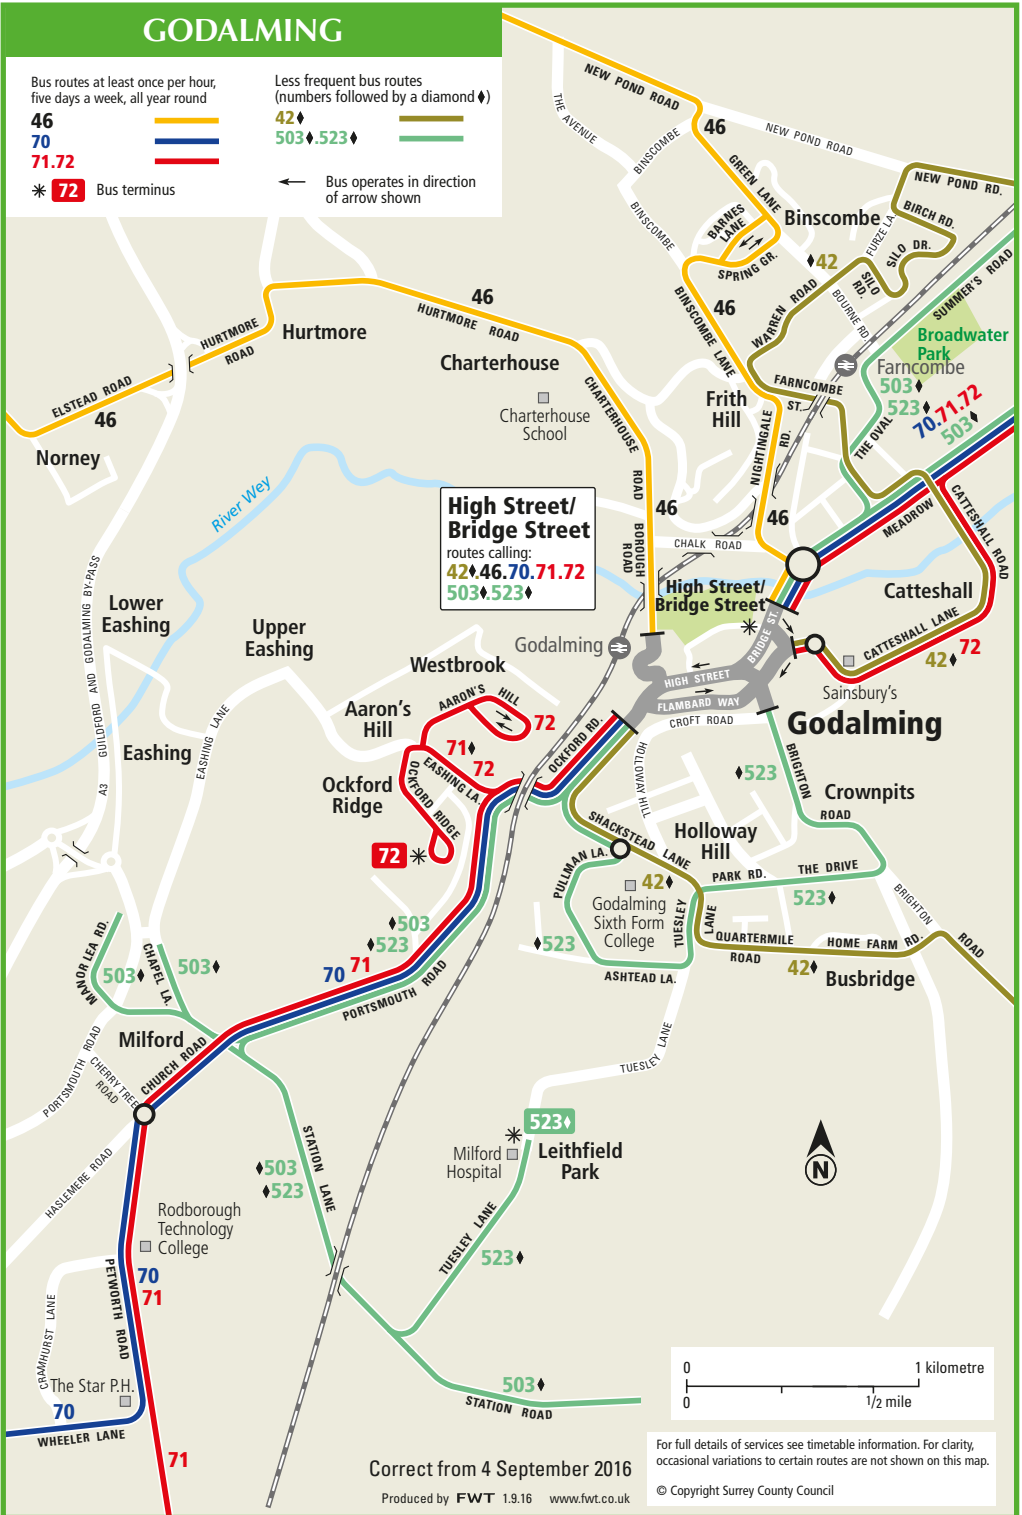 GODALMING
Bus routes at least once per hour,
five days a week, all year round
46
70
71.72
72 Bus terminus
Less frequent bus routes
(numbers followed by a diamond ♦)
42♦
503♦.523♦
Bus operates in direction
of arrow shown
NEW POND ROAD
THE AVENUE
46
BINSCOMBE
NEW POND ROAD
GREEN LANE
NEW POND RD.
BARNES
LANE
Binscombe
BIRCH RD.
FURZE LA.
BINSCOMBE
SILO DR.
SPRING GR.
♦42
SILO
RD.
SUMMER'S ROAD
46
HURTMORE ROAD
46
BINSCOMBE LANE
WARREN ROAD
BOURNE RD.
HURTMORE
ROAD
Hurtmore
Broadwater
Park
Charterhouse
Farncombe
ELSTEAD ROAD
46
CHARTERHOUSE
ROAD
FARNCOMBE
ST.
503♦
523♦
70.71.72
503♦
Charterhouse
School
Frith
Hill
THE OVAL
Norney
NIGHTINGALE
RD.
River Wey
High Street/
Bridge Street
routes calling:
42♦.46.70.71.72
503♦.523♦
46
46
MEADROW
CATTESHALL ROAD
BOROUGH
ROAD
CHALK ROAD
GUILDFORD AND GODALMING BY-PASS
A3
High Street/
Bridge Street
Catteshall
Lower
Eashing
Upper
Eashing
Godalming
BRIDGE ST.
CATTESHALL LANE
42♦ 72
Westbrook
HIGH STREET
FLAMBARD WAY
Sainsbury's
AARON'S HILL
Aaron's
Hill
72
CROFT ROAD
Godalming
EASHING LANE
Eashing
71♦
72
OCKFORD RD.
HOLLOWAY HILL
BRIGHTON
ROAD
EASHING LA.
♦523
Ockford
Ridge
OCKFORD RIDGE
Crownpits
SHACKSTEAD LANE
Holloway
Hill
72
PULLMAN LA.
PARK RD.
THE DRIVE
42♦
523♦
Godalming
Sixth Form
College
TUESLEY
LANE
BRIGHTON
ROAD
MANOR LEA RD.
♦503
♦523
♦523
QUARTERMILE
ROAD
HOME FARM RD.
CHAPEL LA.
503♦
503♦
70 71
42♦
Busbridge
ASHTEAD LA.
PORTSMOUTH ROAD
Milford
PORTSMOUTH ROAD
CHERRY TREE
ROAD
CHURCH ROAD
TUESLEY LANE
523♦
STATION LANE
Milford
Hospital
Leithfield
Park
N
♦503
♦523
HASLEMERE ROAD
Rodborough
Technology
College
TUESLEY LANE
523♦
70
71
PETWORTH ROAD
CRAMHURST LANE
The Star P.H.
0 1 kilometre
0 1/2 mile
503♦
STATION ROAD
70
WHEELER LANE
71
For full details of services see timetable information. For clarity,
occasional variations to certain routes are not shown on this map.
© Copyright Surrey County Council
Correct from 4 September 2016
Produced by FWT 1.9.16 www.fwt.co.uk